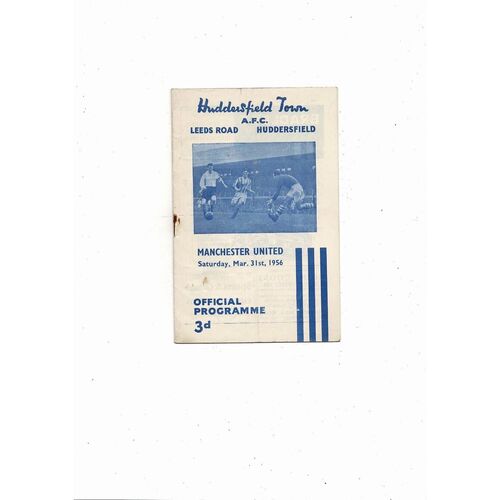 Huddersfield Town
A.F.C.
LEEDS ROAD HUDDERSFIELD
MANCHESTER UNITED
Saturday, Mar. 31st, 1956
OFFICIAL
PROGRAMME
3d